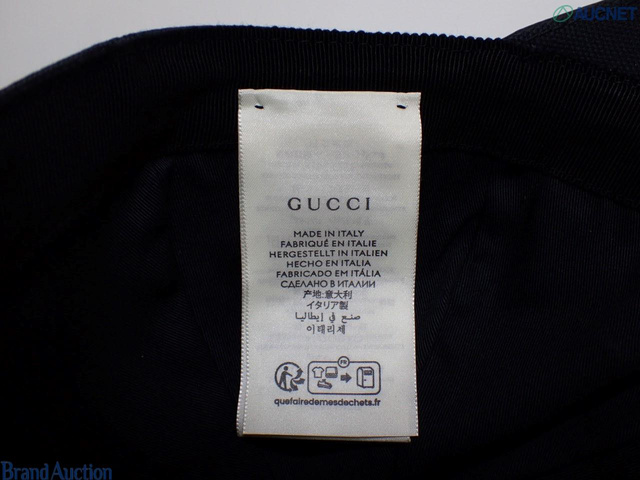 AUCNET
GUCCI
MADE IN ITALY
FABRIQUÉ EN ITALIE
HERGESTELLT IN ITALIEN
HECHO EN ITALIA
FABRICADO EM ITÁLIA
СДЕЛАНО В ИТАЛИИ
产地:意大利
イタリア製
صنع في إيطاليا
이태리제
FR
quefairedemesdechets.fr
Brand Auction